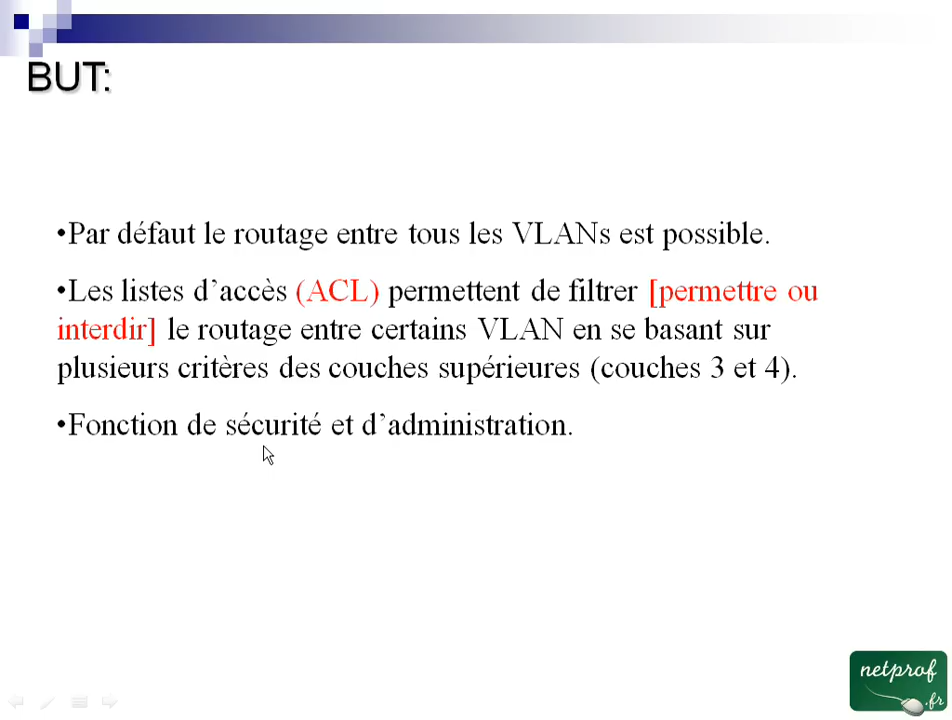 BUT:
•Par défaut le routage entre tous les VLANs est possible.
•Les listes d’accès (ACL) permettent de filtrer [permettre ou
interdir] le routage entre certains VLAN en se basant sur
plusieurs critères des couches supérieures (couches 3 et 4).
•Fonction de sécurité et d’administration.
netprof
.fr